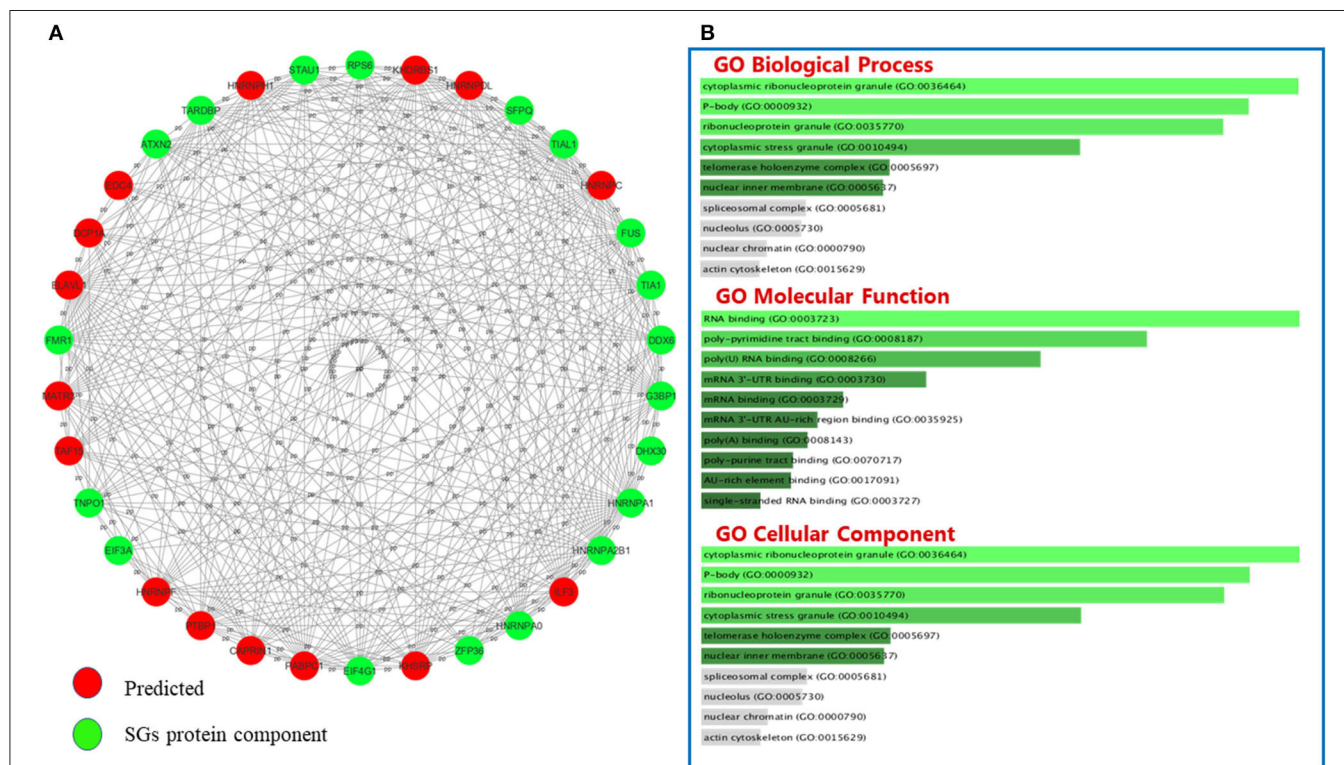 A
RPS6
KHDRBS1
HNRNPDL
SFPQ
TIAL1
HNRNPC
FUS
TIA1
DDX6
G3BP1
DHX30
HNRNPA1
HNRNPA2B1
ILF3
HNRNPA0
ZFP36
KHSRP
EIF4G1
PABPC1
CAPRIN1
PTBP1
HNRNPF
EIF3A
TNPO1
TAF15
MATR3
FMR1
ELAVL1
DCP1A
EDC4
ATXN2
TARDBP
HNRNPH1
STAU1
Predicted
SGs protein component
B
GO Biological Process
cytoplasmic ribonucleoprotein granule (GO:0036464)
P-body (GO:0000932)
ribonucleoprotein granule (GO:0035770)
cytoplasmic stress granule (GO:0010494)
telomerase holoenzyme complex (GO:0005697)
nuclear inner membrane (GO:0005637)
spliceosomal complex (GO:0005681)
nucleolus (GO:0005730)
nuclear chromatin (GO:0000790)
actin cytoskeleton (GO:0015629)
GO Molecular Function
RNA binding (GO:0003723)
poly-pyrimidine tract binding (GO:0008187)
poly(U) RNA binding (GO:0008266)
mRNA 3'-UTR binding (GO:0003730)
mRNA binding (GO:0003729)
mRNA 3'-UTR AU-rich region binding (GO:0035925)
poly(A) binding (GO:0008143)
poly-purine tract binding (GO:0070717)
AU-rich element binding (GO:0017091)
single-stranded RNA binding (GO:0003727)
GO Cellular Component
cytoplasmic ribonucleoprotein granule (GO:0036464)
P-body (GO:0000932)
ribonucleoprotein granule (GO:0035770)
cytoplasmic stress granule (GO:0010494)
telomerase holoenzyme complex (GO:0005697)
nuclear inner membrane (GO:0005637)
spliceosomal complex (GO:0005681)
nucleolus (GO:0005730)
nuclear chromatin (GO:0000790)
actin cytoskeleton (GO:0015629)